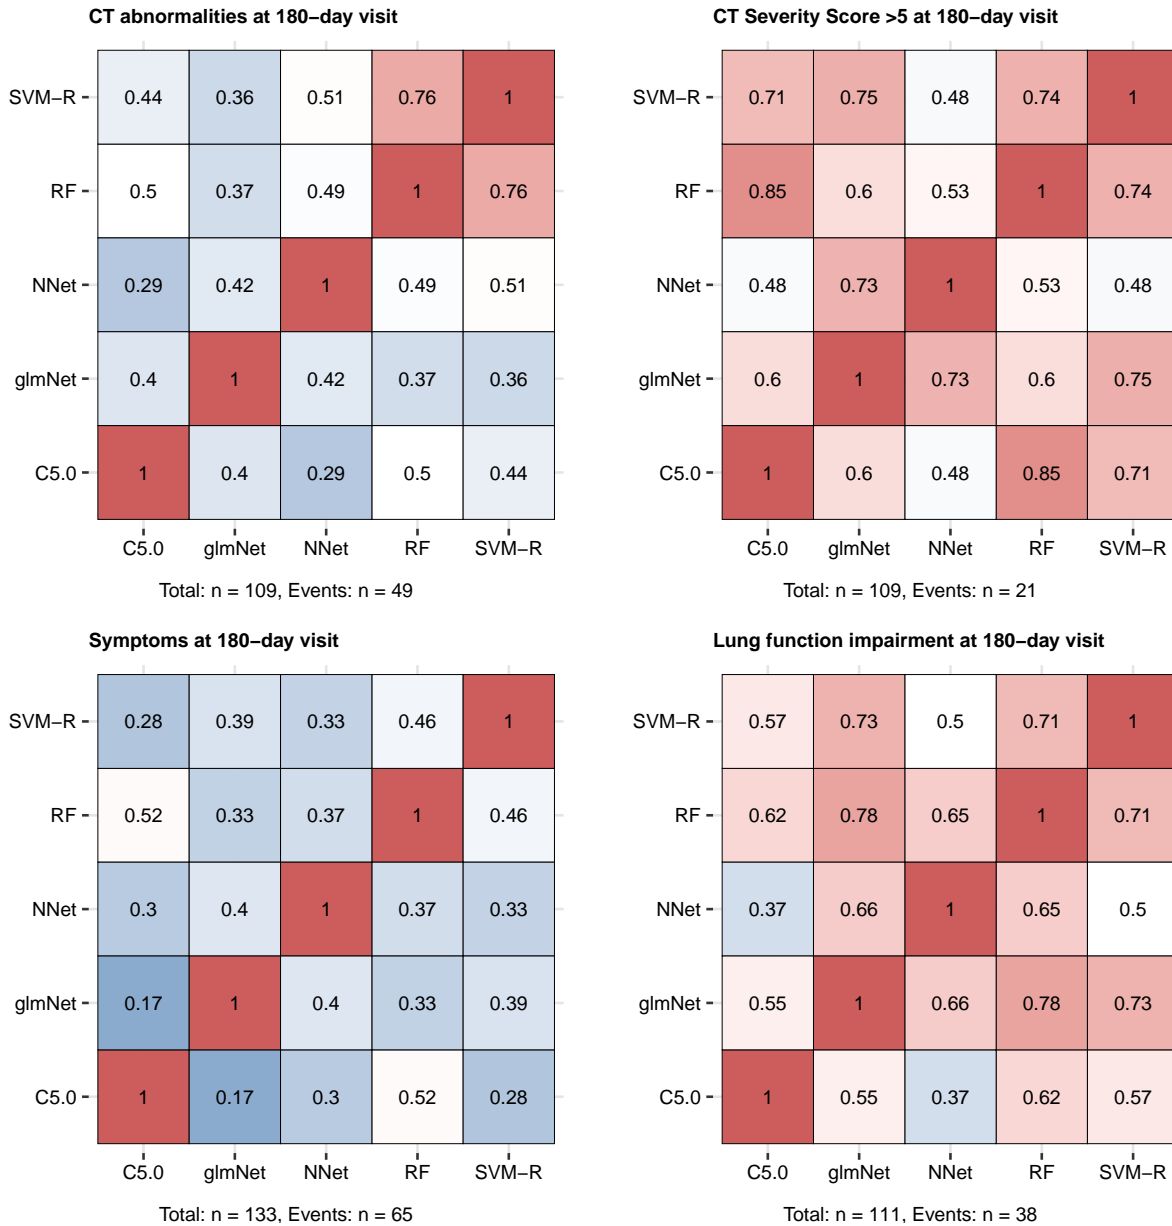 CT abnormalities at 180−day visit
SVM−R 0.44 0.36 0.51 0.76 1
RF 0.5 0.37 0.49 1 0.76
NNet 0.29 0.42 1 0.49 0.51
glmNet 0.4 1 0.42 0.37 0.36
C5.0 1 0.4 0.29 0.5 0.44
C5.0 glmNet NNet RF SVM−R
Total: n = 109, Events: n = 49
CT Severity Score >5 at 180−day visit
SVM−R 0.71 0.75 0.48 0.74 1
RF 0.85 0.6 0.53 1 0.74
NNet 0.48 0.73 1 0.53 0.48
glmNet 0.6 1 0.73 0.6 0.75
C5.0 1 0.6 0.48 0.85 0.71
C5.0 glmNet NNet RF SVM−R
Total: n = 109, Events: n = 21
Symptoms at 180−day visit
SVM−R 0.28 0.39 0.33 0.46 1
RF 0.52 0.33 0.37 1 0.46
NNet 0.3 0.4 1 0.37 0.33
glmNet 0.17 1 0.4 0.33 0.39
C5.0 1 0.17 0.3 0.52 0.28
C5.0 glmNet NNet RF SVM−R
Total: n = 133, Events: n = 65
Lung function impairment at 180−day visit
SVM−R 0.57 0.73 0.5 0.71 1
RF 0.62 0.78 0.65 1 0.71
NNet 0.37 0.66 1 0.65 0.5
glmNet 0.55 1 0.66 0.78 0.73
C5.0 1 0.55 0.37 0.62 0.57
C5.0 glmNet NNet RF SVM−R
Total: n = 111, Events: n = 38